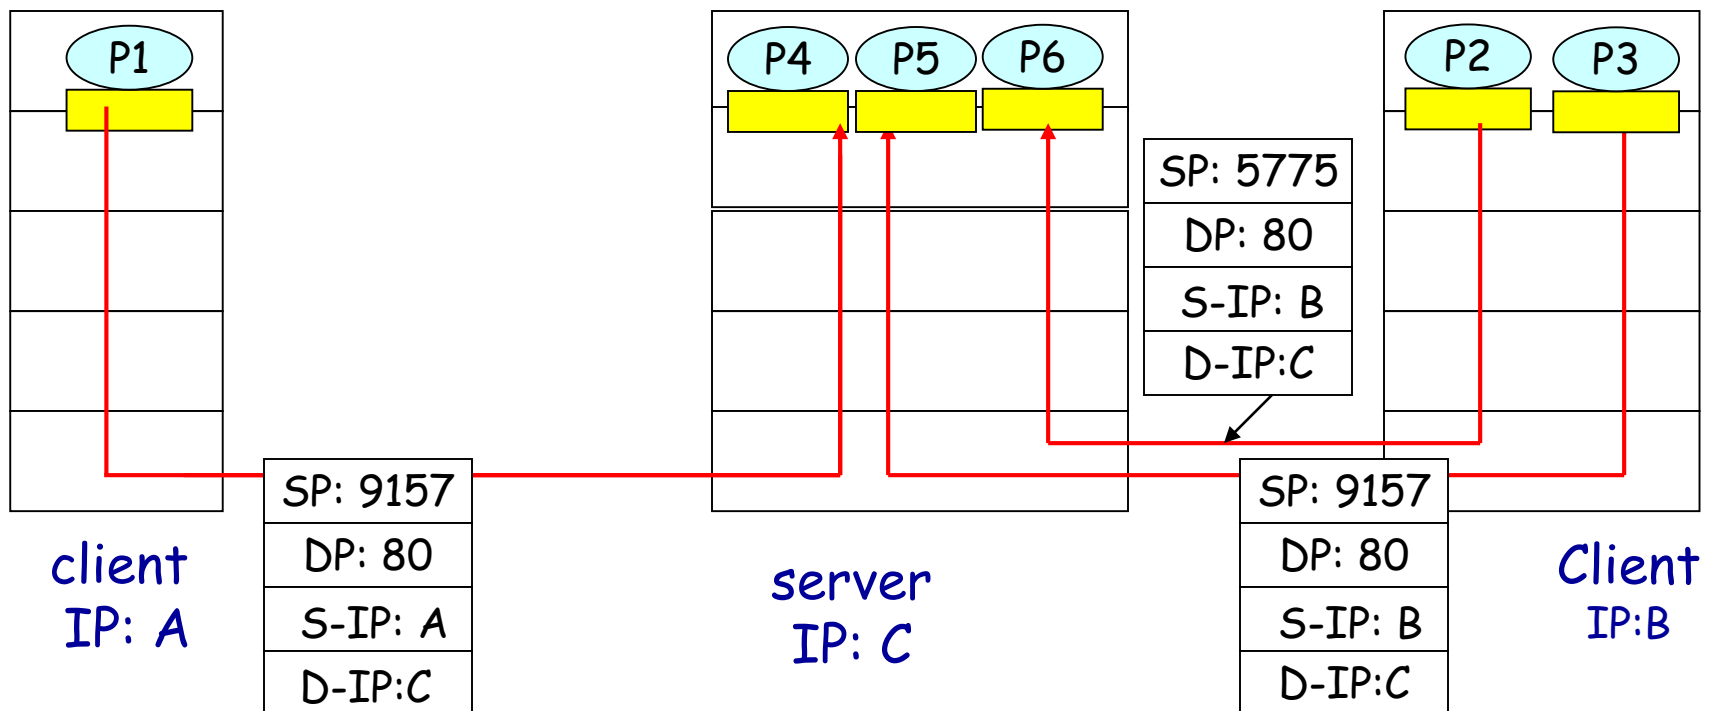 P1
P4
P5
P6
P2
P3
SP: 5775
DP: 80
S-IP: B
D-IP:C
SP: 9157
DP: 80
S-IP: A
D-IP:C
SP: 9157
DP: 80
S-IP: B
D-IP:C
client
IP: A
server
IP: C
Client
IP:B